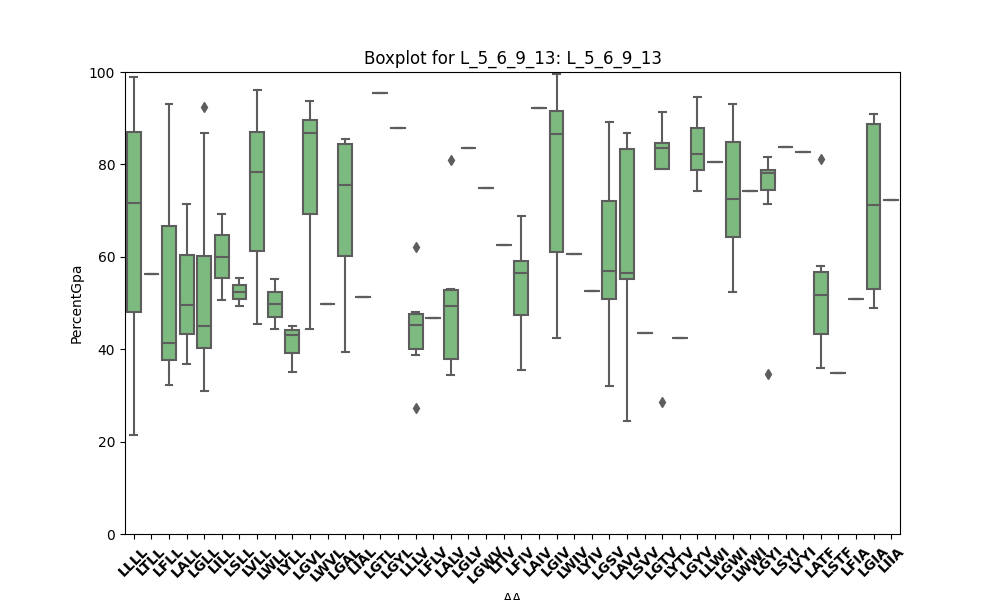 Boxplot for L_5_6_9_13: L_5_6_9_13
100
80
60
40
20
0
PercentGpa
LLLL LTLL LFLL LALL LGLL LILL LSLL LVLL LWLL LYLL LGVL LWVL LGAL LIAL LGTL LGYL LLLV LFLV LALV LGLV LGWV LTIV LFIV LAIV LGIV LWIV LYIV LGSV LAVV LSVV LGTV LYTV LGYV LLWI LGWI LWWI LGYI LSYI LYYI LATF LSTF LFIA LGIA LIIA
AA